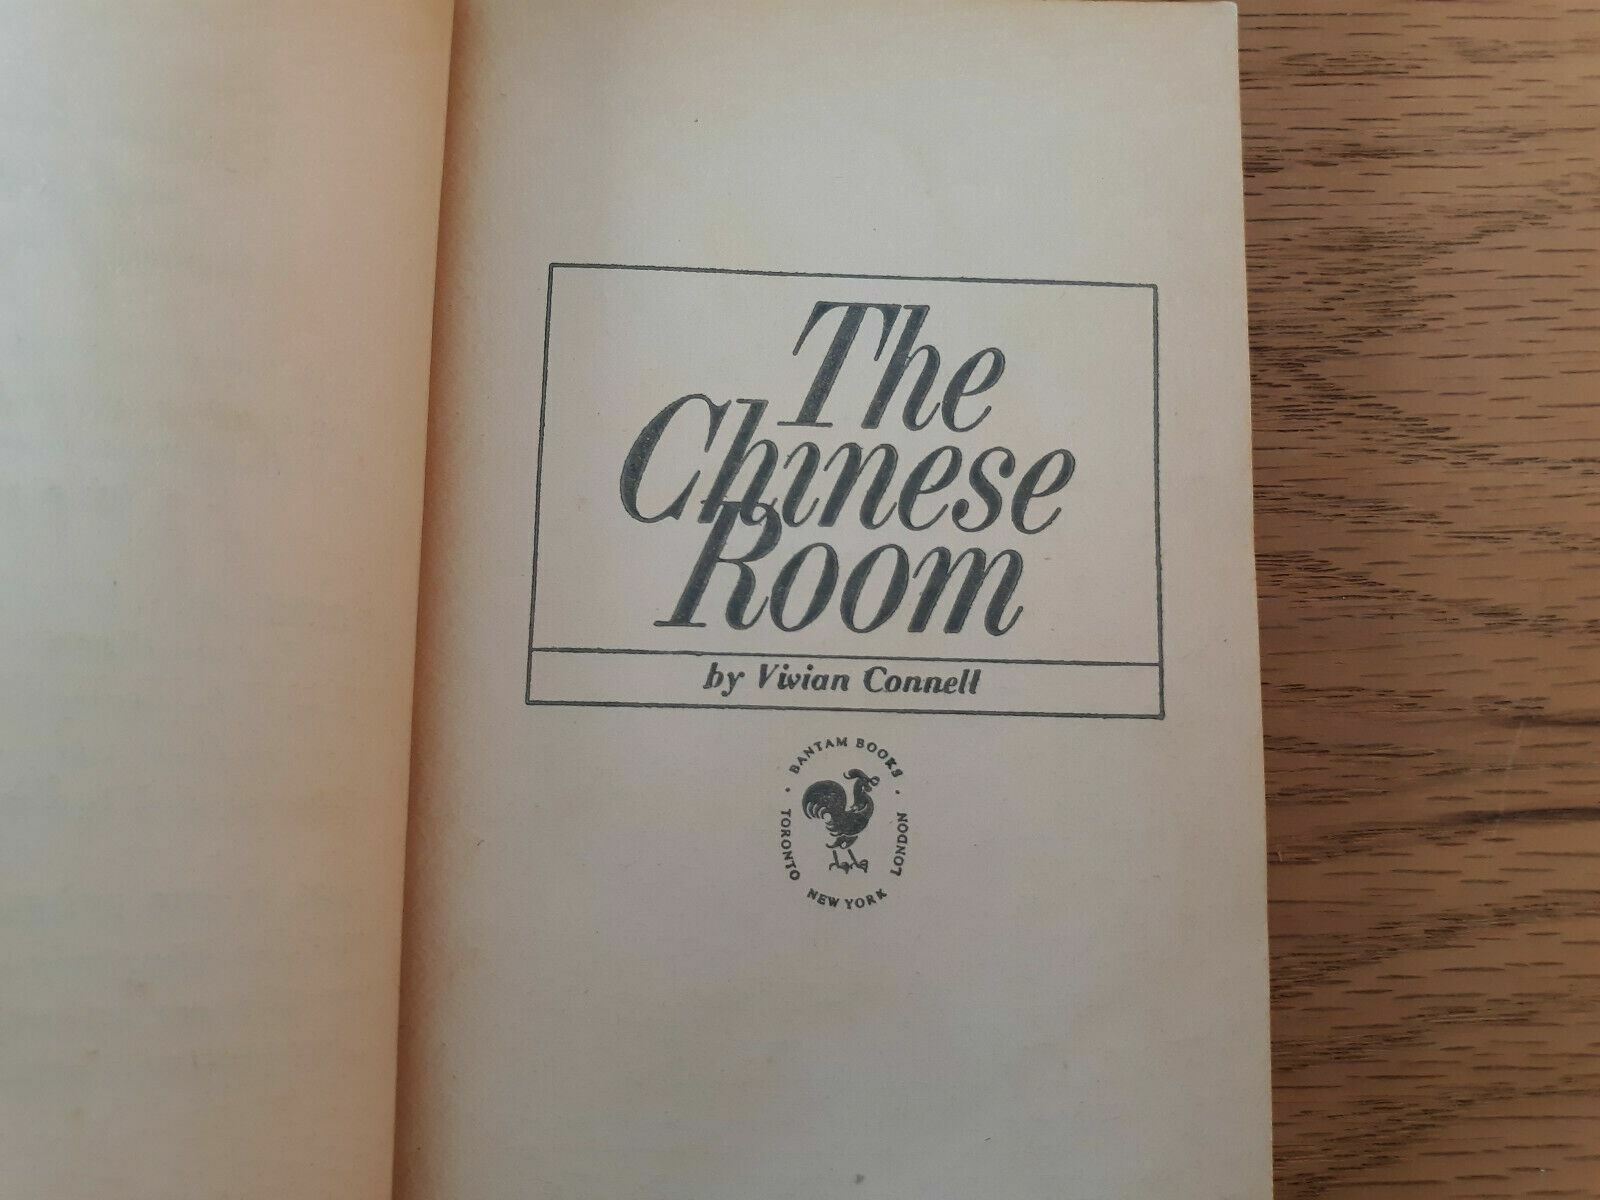 The
Chinese
Room
by Vivian Connell
· BANTAM BOOKS ·
TORONTO
NEW YORK
LONDON